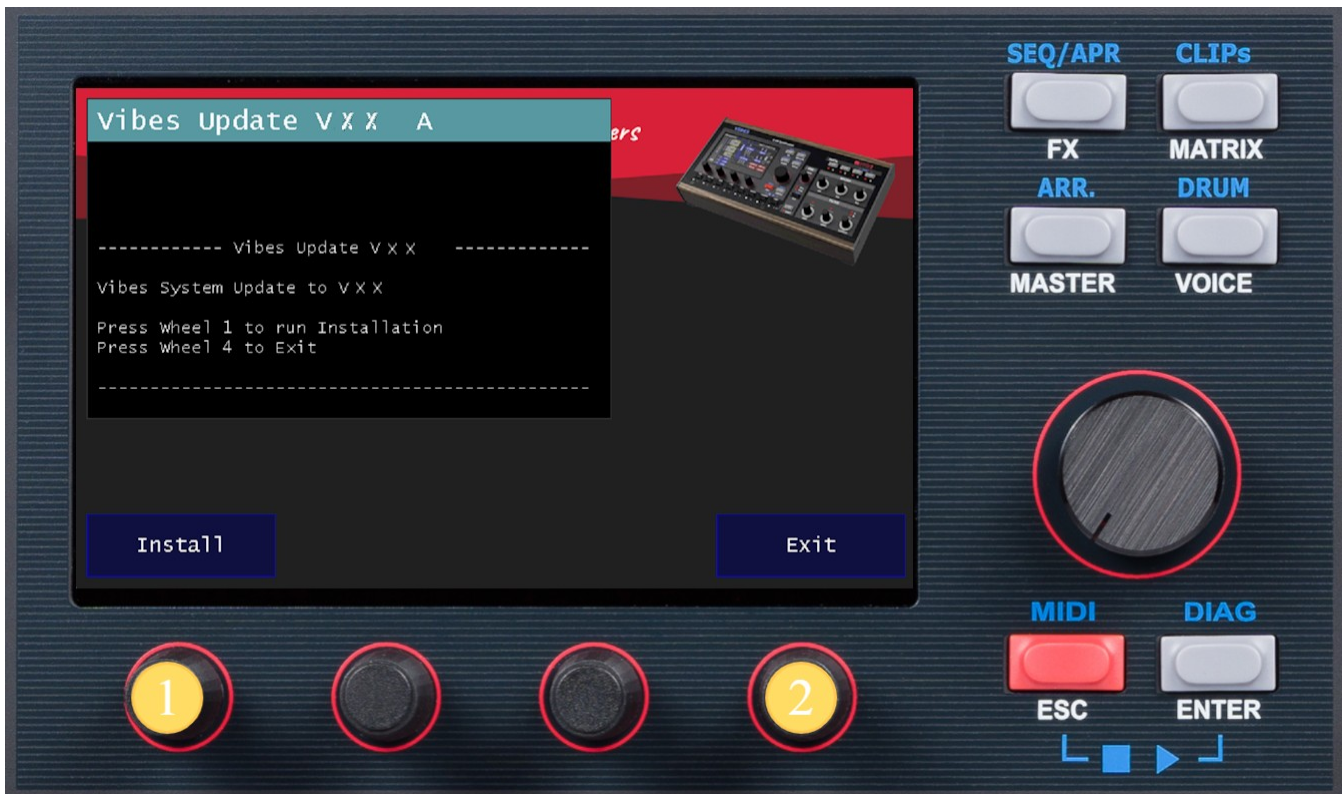 SEQ/APR CLIPs
FX MATRIX
ARR. DRUM
MASTER VOICE
Vibes Update V X X A
ers
------------ Vibes Update V X X -------------
Vibes System Update to V X X
Press Wheel 1 to run Installation
Press Wheel 4 to Exit
-----------------------------------------------
Install Exit
MIDI DIAG
1 2
ESC ENTER